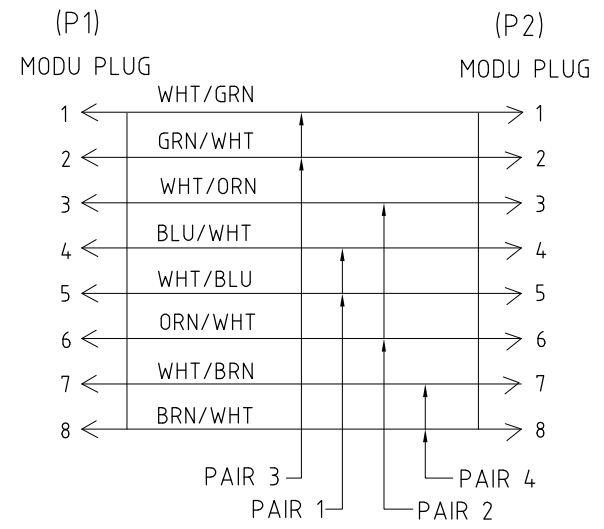 (P1)
(P2)
MODU PLUG
MODU PLUG
1 WHT/GRN 1
2 GRN/WHT 2
3 WHT/ORN 3
4 BLU/WHT 4
5 WHT/BLU 5
6 ORN/WHT 6
7 WHT/BRN 7
8 BRN/WHT 8
PAIR 3
PAIR 4
PAIR 1
PAIR 2